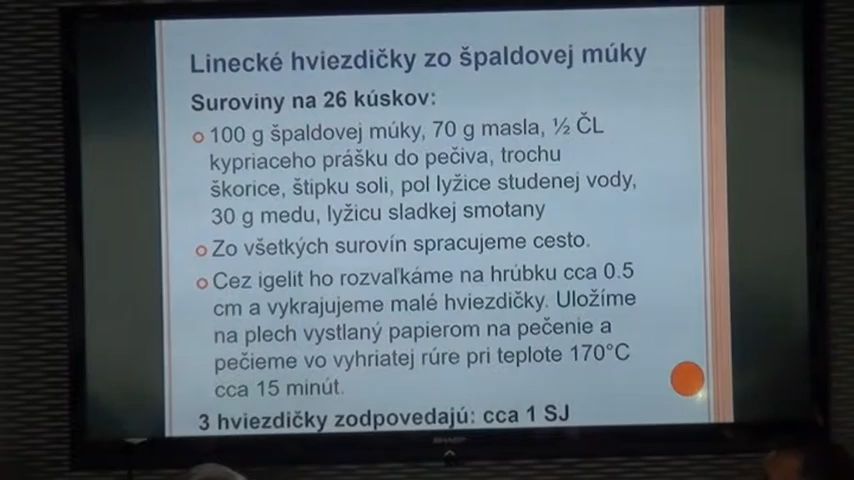 Linecké hviezdičky zo špaldovej múky
Suroviny na 26 kúskov:
100 g špaldovej múky, 70 g masla, ½ ČL
kypriaceho prášku do pečiva, trochu
škorice, štipku soli, pol lyžice studenej vody,
30 g medu, lyžicu sladkej smotany
Zo všetkých surovín spracujeme cesto.
Cez igelit ho rozvaľkáme na hrúbku cca 0.5
cm a vykrajujeme malé hviezdičky. Uložíme
na plech vystlaný papierom na pečenie a
pečieme vo vyhriatej rúre pri teplote 170°C
cca 15 minút.
3 hviezdičky zodpovedajú: cca 1 SJ
SHARP